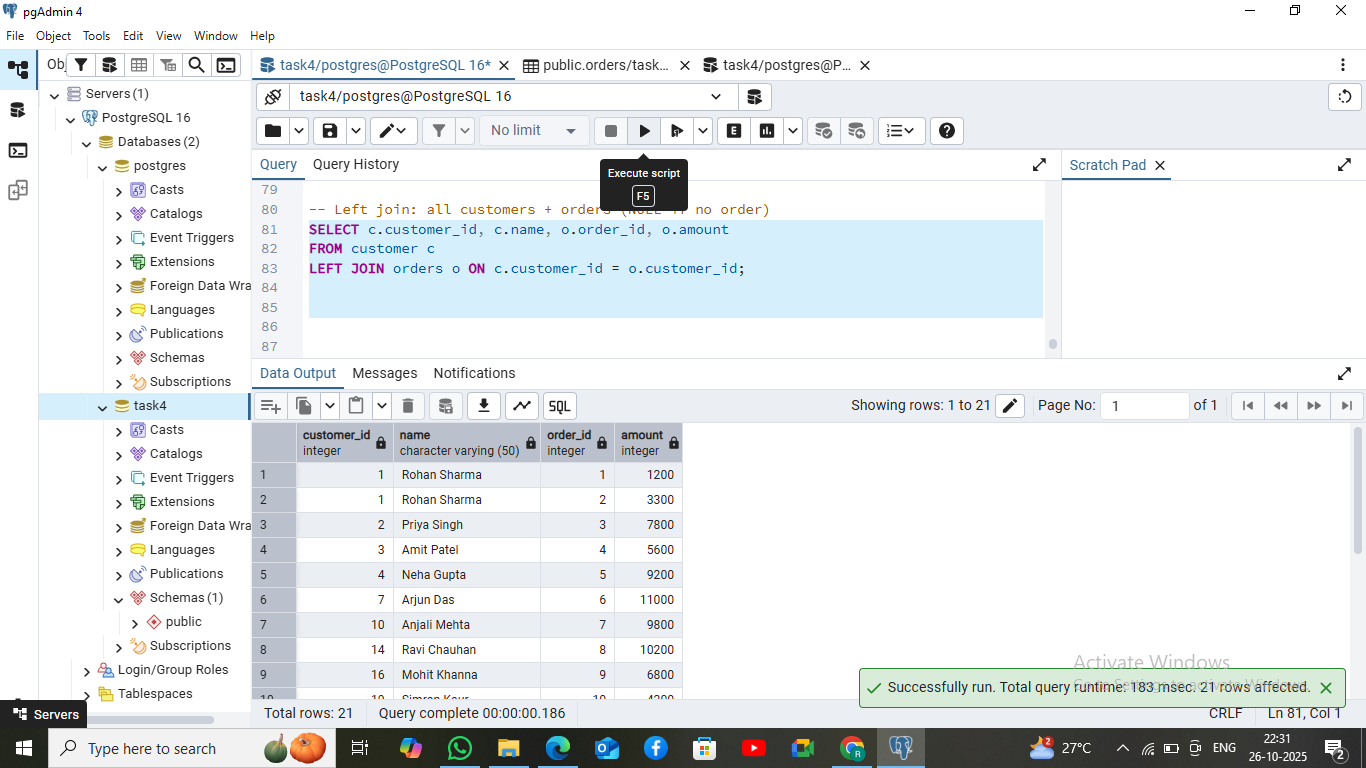 pgAdmin 4
File Object Tools Edit View Window Help
Ob
task4/postgres@PostgreSQL 16* public.orders/task... task4/postgres@P...
Servers (1)
PostgreSQL 16
Databases (2)
postgres
Casts
Catalogs
Event Triggers
Extensions
Foreign Data Wra
Languages
Publications
Schemas
Subscriptions
task4
Casts
Catalogs
Event Triggers
Extensions
Foreign Data Wra
Languages
Publications
Schemas (1)
public
Subscriptions
Login/Group Roles
Tablespaces
Servers
task4/postgres@PostgreSQL 16
No limit E
Query Query History
Execute script
F5
Scratch Pad
79
80 -- Left join: all customers + orders no order)
81 SELECT c.customer_id, c.name, o.order_id, o.amount
82 FROM customer c
83 LEFT JOIN orders o ON c.customer_id = o.customer_id;
84
85
86
87
Data Output Messages Notifications
SQL Showing rows: 1 to 21 Page No: 1 of 1
customer_id name order_id amount
integer character varying (50) integer integer
1 1 Rohan Sharma 1 1200
2 1 Rohan Sharma 2 3300
3 2 Priya Singh 3 7800
4 3 Amit Patel 4 5600
5 4 Neha Gupta 5 9200
6 7 Arjun Das 6 11000
7 10 Anjali Mehta 7 9800
8 14 Ravi Chauhan 8 10200
9 16 Mohit Khanna 9 6800
10 19 Simran Kaur 10 4200
Activate Windows
Successfully run. Total query runtime: 183 msec. 21 rows affected.
Total rows: 21 Query complete 00:00:00.186 CRLF Ln 81, Col 1
Type here to search
2 27°C ENG 22:31
26-10-2025 2